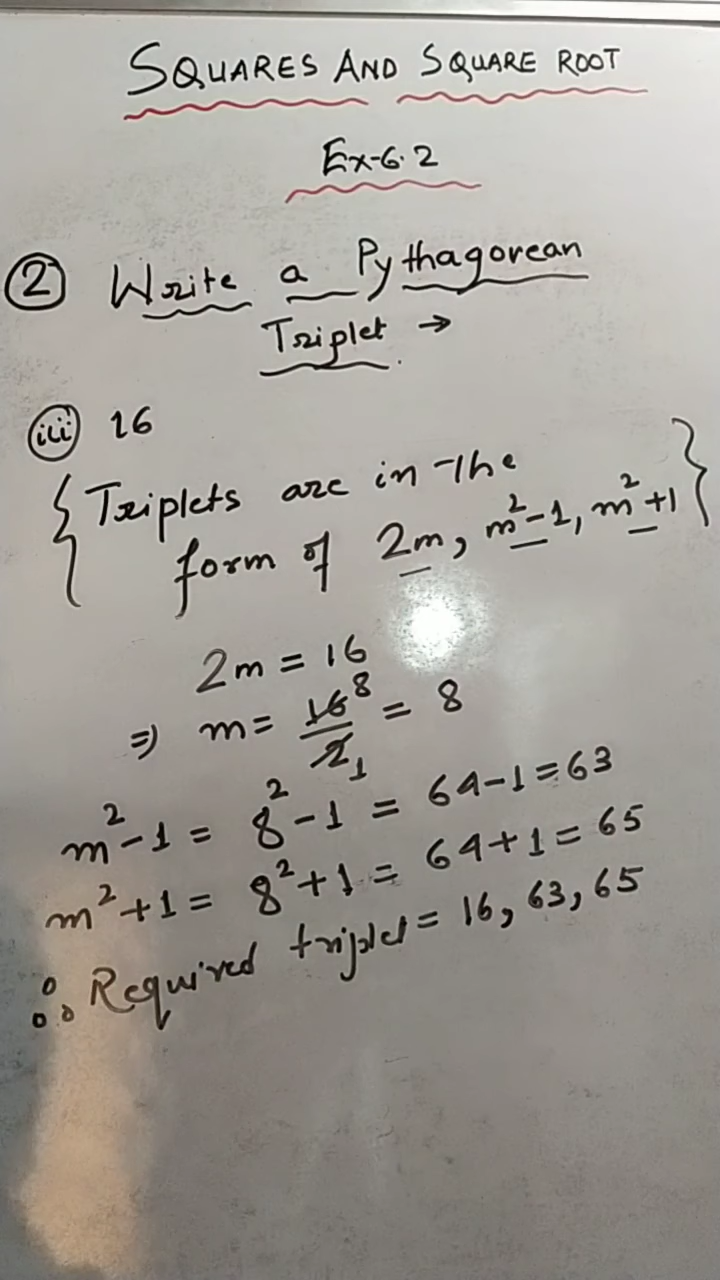 SQUARES AND SQUARE ROOT
Ex-6.2
② Write a Pythagorean
Triplet →
(iii) 16
{Triplets are in the
form of 2m, m²-1, m²+1}
2m = 16
⇒ m = 16/2 = 8
m²-1 = 8²-1 = 64-1=63
m²+1 = 8²+1 = 64+1=65
∴ Required triplet = 16, 63, 65